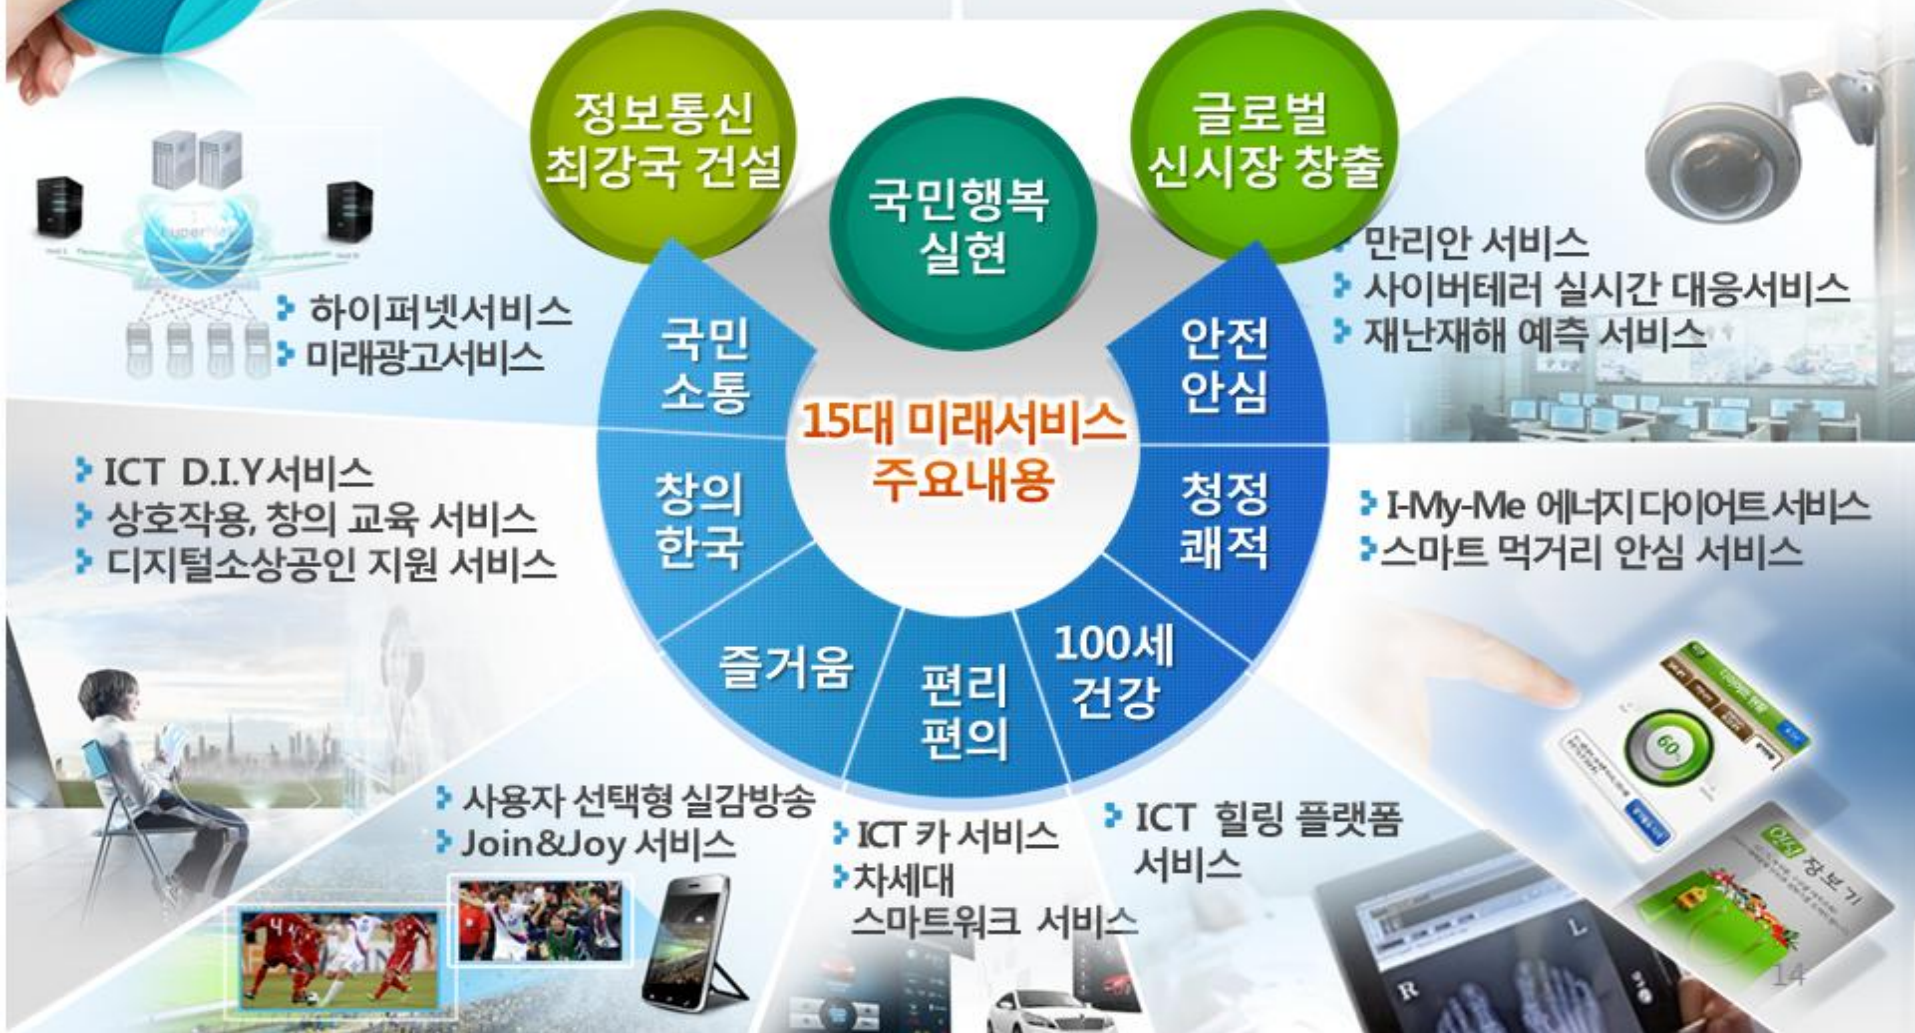 정보통신
최강국 건설
국민행복
실현
글로벌
신시장 창출
15대 미래서비스
주요내용
국민
소통
하이퍼넷서비스
미래광고서비스
창의
한국
ICT D.I.Y서비스
상호작용, 창의 교육 서비스
디지털소상공인 지원 서비스
즐거움
사용자 선택형 실감방송
Join&Joy 서비스
편리
편의
ICT 카 서비스
차세대
스마트워크 서비스
100세
건강
ICT 힐링 플랫폼
서비스
청정
쾌적
I-My-Me 에너지다이어트서비스
스마트 먹거리 안심 서비스
안전
안심
만리안 서비스
사이버테러 실시간 대응서비스
재난재해 예측 서비스
60
장보기
4
L
R
14